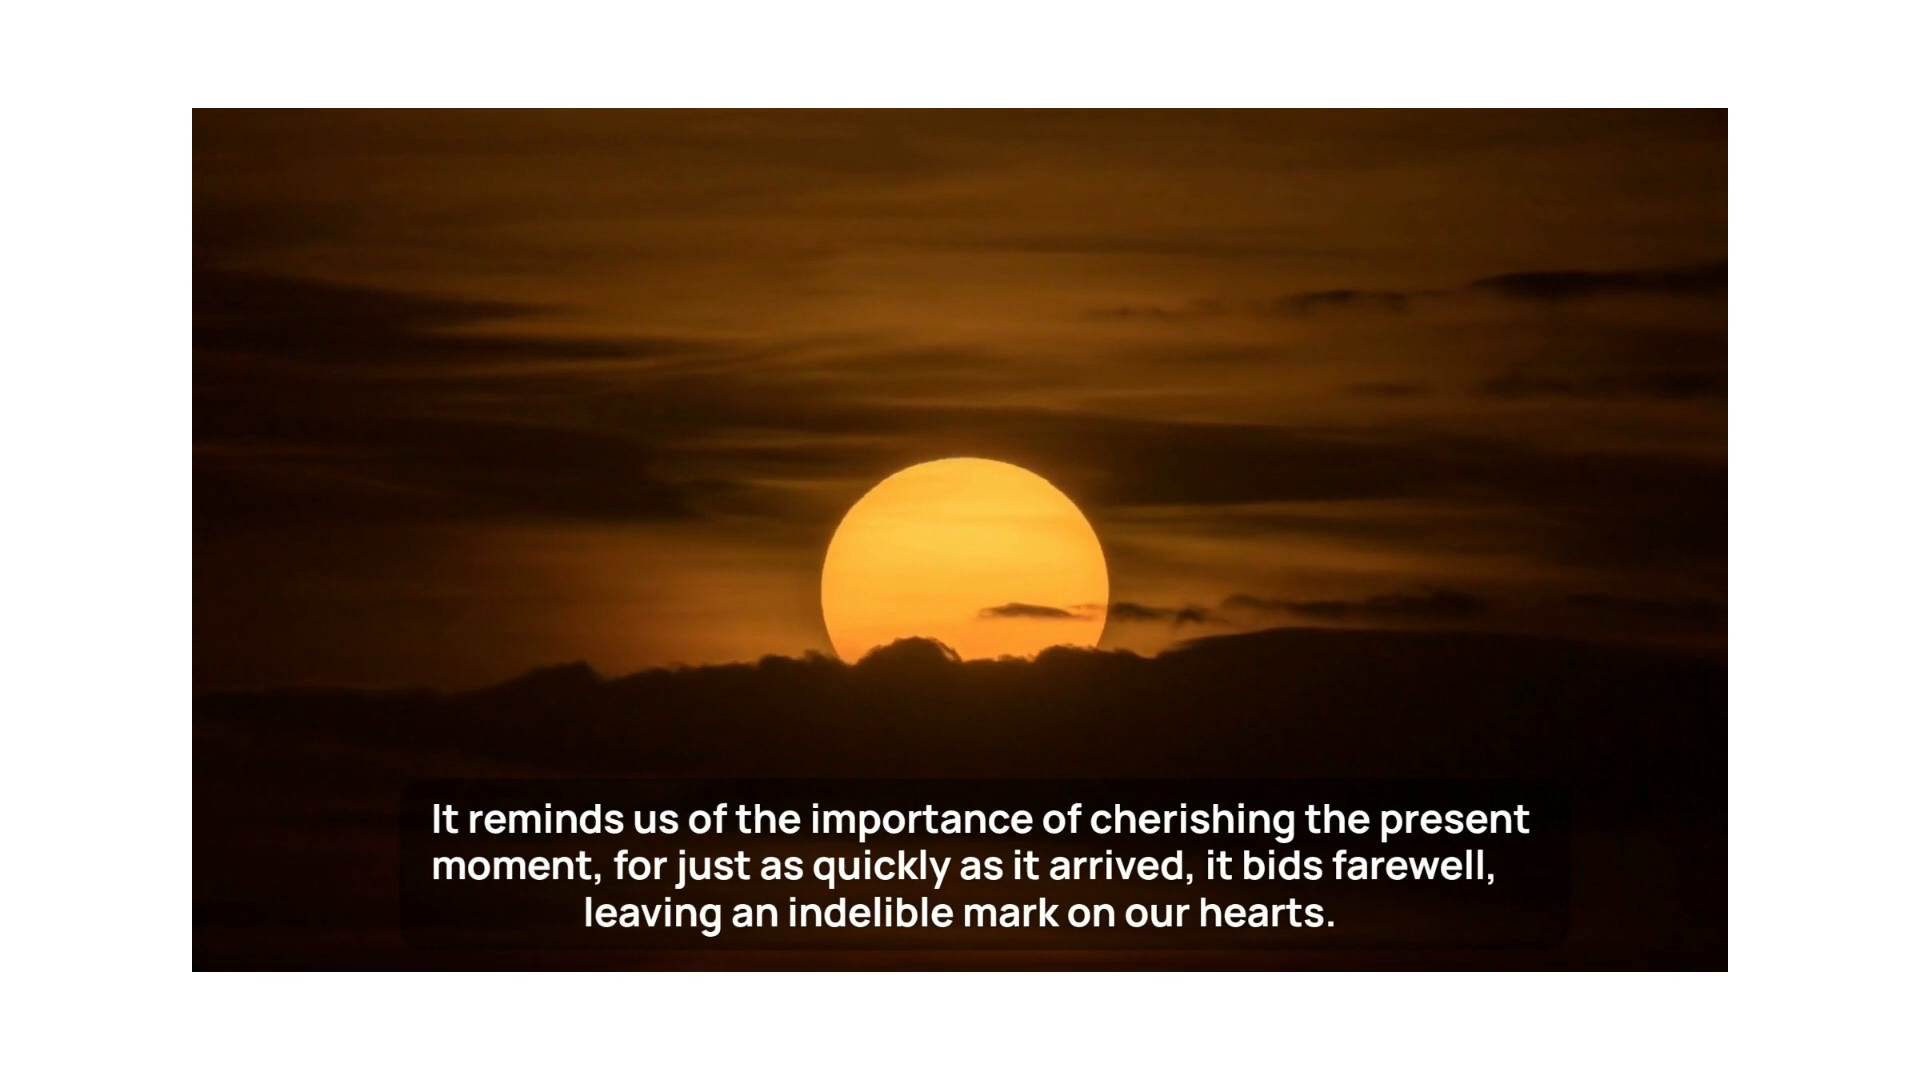 It reminds us of the importance of cherishing the present
moment, for just as quickly as it arrived, it bids farewell,
leaving an indelible mark on our hearts.